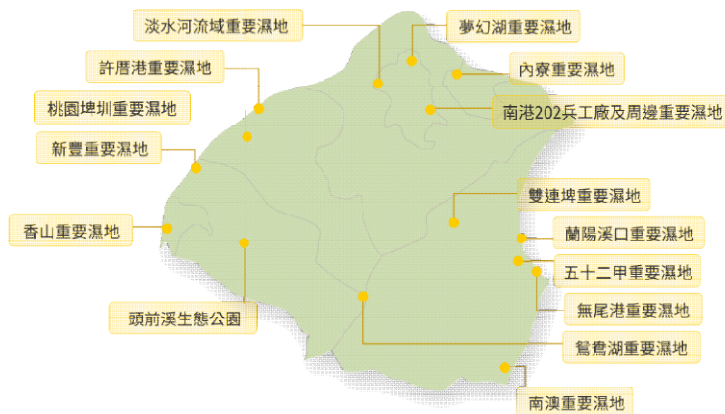 淡水河流域重要濕地
夢幻湖重要濕地
許厝港重要濕地
內寮重要濕地
桃園埤圳重要濕地
南港202兵工廠及周邊重要濕地
新豐重要濕地
雙連埤重要濕地
香山重要濕地
蘭陽溪口重要濕地
五十二甲重要濕地
無尾港重要濕地
頭前溪生態公園
鴛鴦湖重要濕地
南澳重要濕地